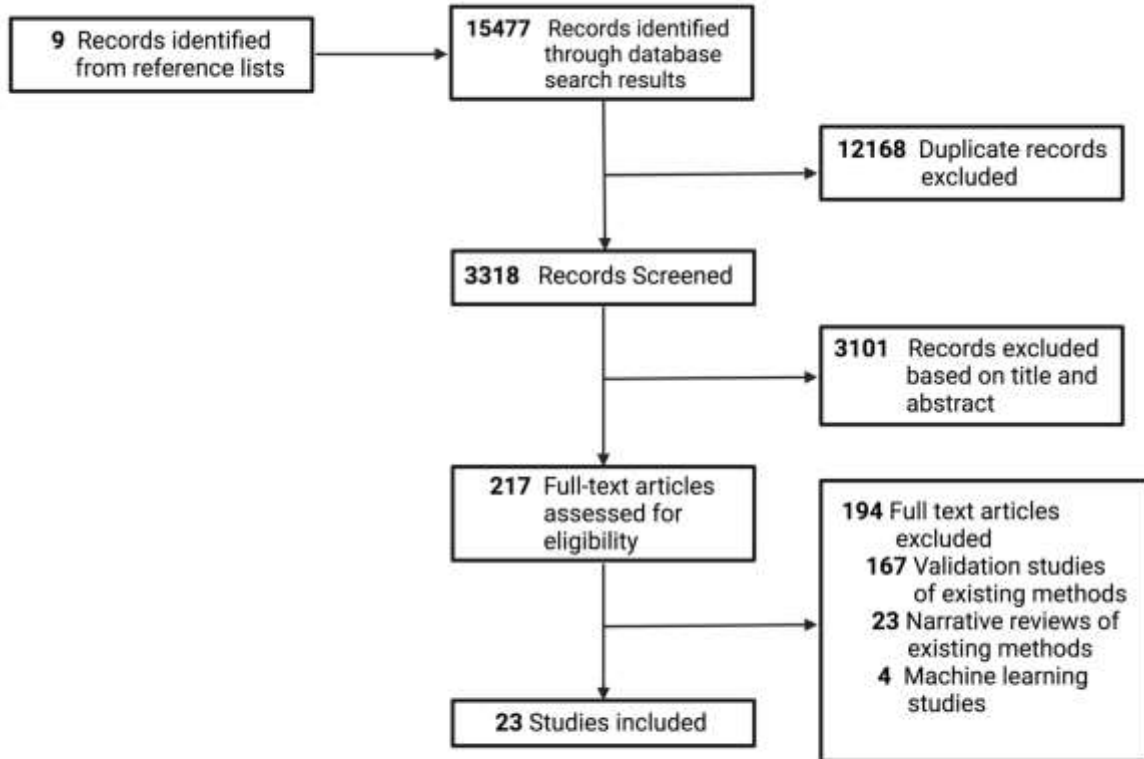 9 Records identified
from reference lists
15477 Records identified
through database
search results
12168 Duplicate records
excluded
3318 Records Screened
3101 Records excluded
based on title and
abstract
217 Full-text articles
assessed for
eligibility
194 Full text articles
excluded
167 Validation studies
of existing methods
23 Narrative reviews of
existing methods
4 Machine learning
studies
23 Studies included